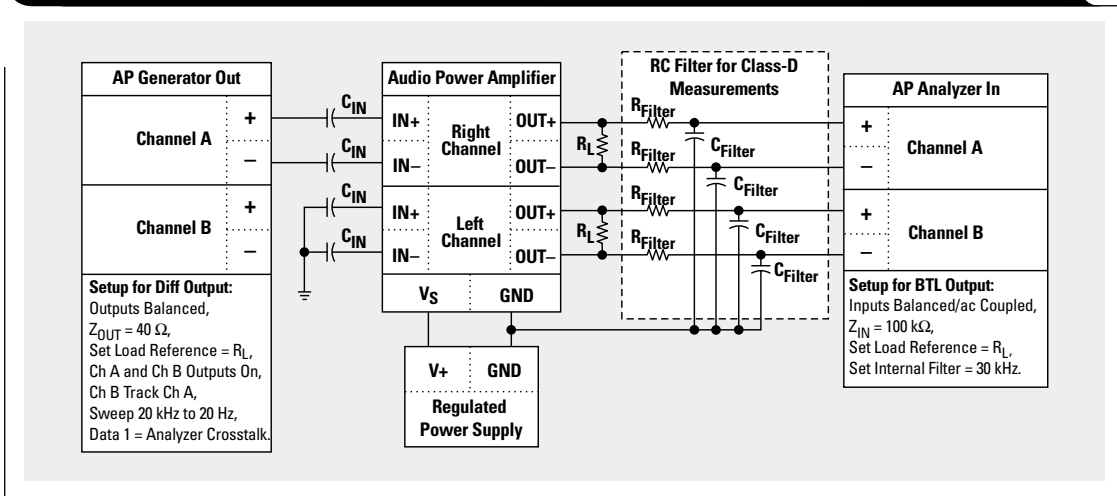 AP Generator Out
Channel A
+
−
Channel B
+
−
Setup for Diff Output:
Outputs Balanced,
Z_OUT = 40 Ω,
Set Load Reference = R_L,
Ch A and Ch B Outputs On,
Ch B Track Ch A,
Sweep 20 kHz to 20 Hz,
Data 1 = Analyzer Crosstalk.
C_IN
C_IN
C_IN
C_IN
Audio Power Amplifier
IN+
IN−
Right
Channel
OUT+
OUT−
IN+
IN−
Left
Channel
OUT+
OUT−
V_S
GND
V+
GND
Regulated
Power Supply
R_L
R_L
RC Filter for Class-D
Measurements
R_Filter
R_Filter
R_Filter
R_Filter
C_Filter
C_Filter
C_Filter
C_Filter
AP Analyzer In
+
−
Channel A
+
−
Channel B
Setup for BTL Output:
Inputs Balanced/ac Coupled,
Z_IN = 100 kΩ,
Set Load Reference = R_L,
Set Internal Filter = 30 kHz.